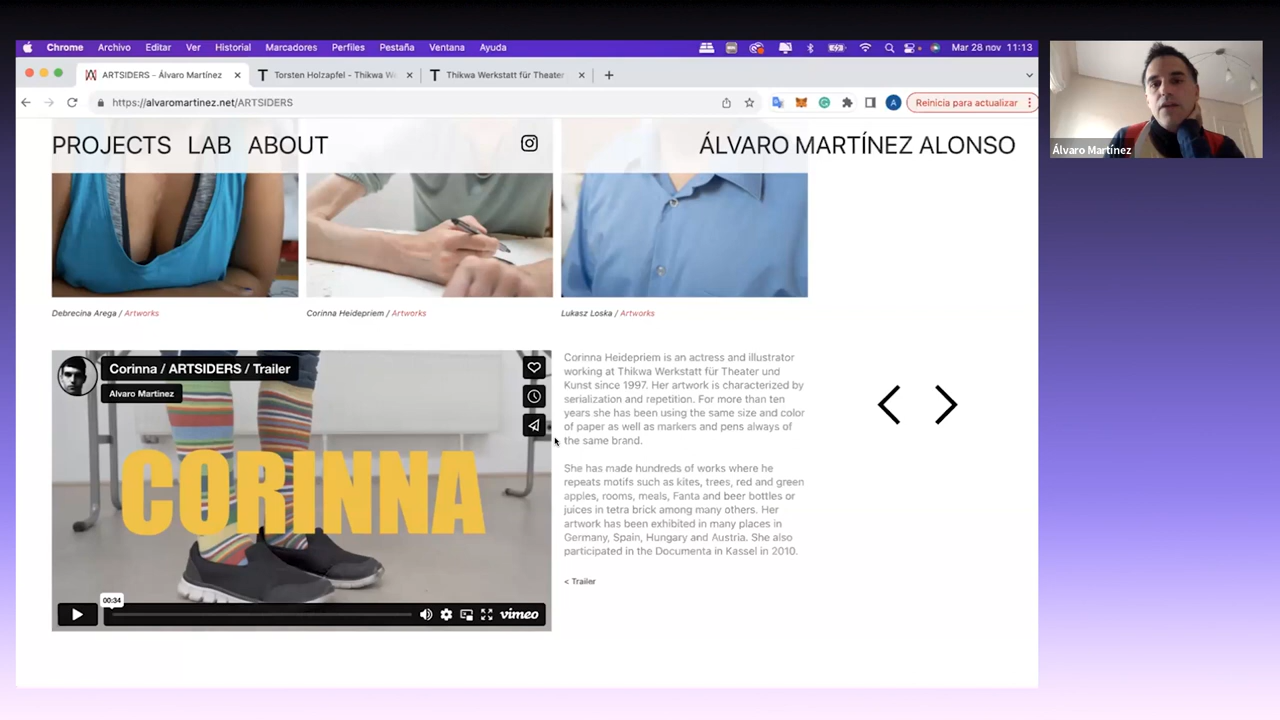 Chrome Archivo Editar Ver Historial Marcadores Perfiles Pestaña Ventana Ayuda Mar 28 nov 11:13
ARTSIDERS - Álvaro Martínez Torsten Holzapfel - Thikwa We Thikwa Werkstatt für Theater
https://alvaromartinez.net/ARTSIDERS A Reinicia para actualizar
PROJECTS LAB ABOUT ÁLVARO MARTÍNEZ ALONSO
Álvaro Martínez
Debrecina Arega / Artworks Corinna Heidepriem / Artworks Lukasz Loska / Artworks
Corinna / ARTSIDERS / Trailer
Alvaro Martinez
CORINNA
00:34
vimeo
Corinna Heidepriem is an actress and illustrator
working at Thikwa Werkstatt für Theater und
Kunst since 1997. Her artwork is characterized by
serialization and repetition. For more than ten
years she has been using the same size and color
of paper as well as markers and pens always of
the same brand.
She has made hundreds of works where he
repeats motifs such as kites, trees, red and green
apples, rooms, meals, Fanta and beer bottles or
juices in tetra brick among many others. Her
artwork has been exhibited in many places in
Germany, Spain, Hungary and Austria. She also
participated in the Documenta in Kassel in 2010.
< Trailer